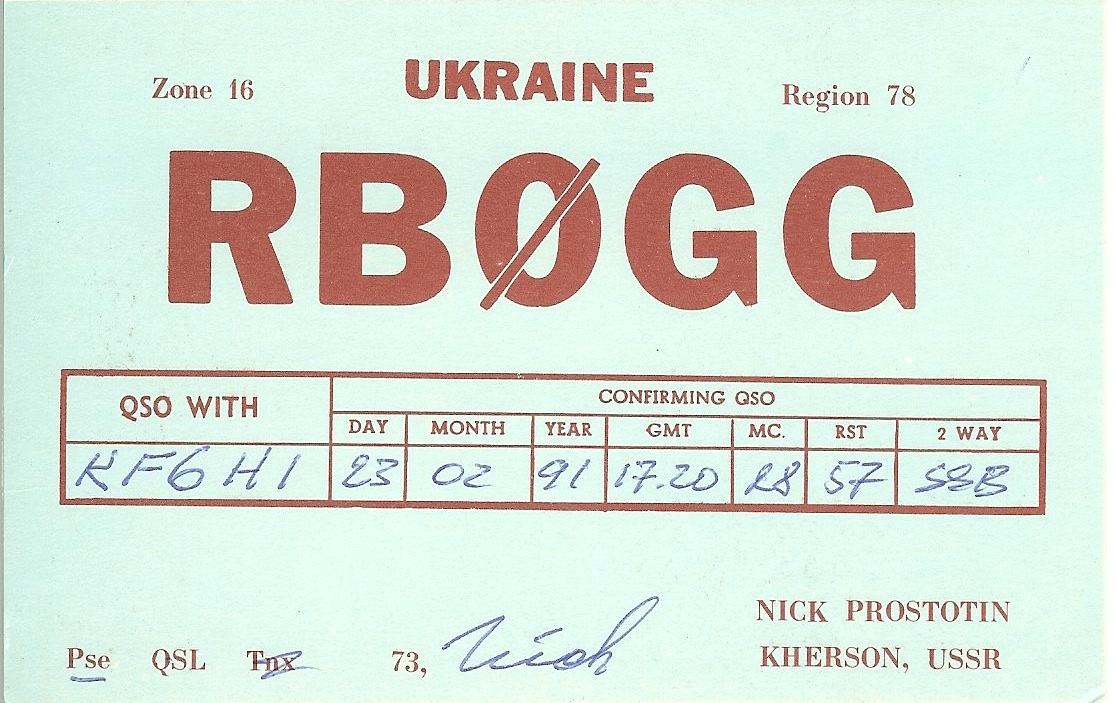 UKRAINE
Zone 16 Region 78
RBØGG
QSO WITH CONFIRMING QSO
DAY MONTH YEAR GMT MC. RST 2 WAY
KF6HI 23 02 91 17.20 28 57 SSB
NICK PROSTOTIN
Pse QSL Tnx 73, Nick KHERSON, USSR